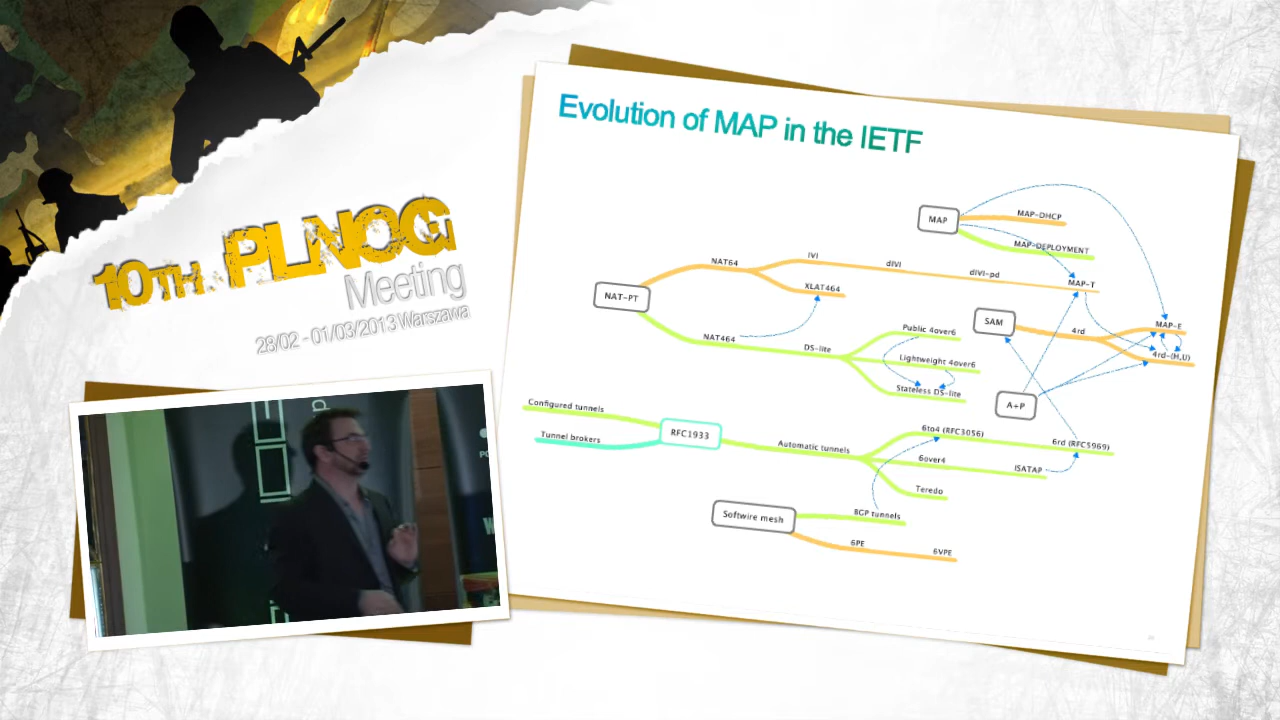 10TH PLNOG
Meeting
28/02 - 01/03/2013 Warszawa
Evolution of MAP in the IETF
MAP
MAP-DHCP
MAP-DEPLOYMENT
NAT-PT
NAT64
IVI
dIVI
dIVI-pd
MAP-T
XLAT464
NAT464
DS-lite
Public 4over6
Lightweight 4over6
Stateless DS-lite
SAM
4rd
MAP-E
4rd-(H,U)
A+P
Configured tunnels
Tunnel brokers
RFC1933
Automatic tunnels
6to4 (RFC3056)
6rd (RFC5969)
6over4
ISATAP
Teredo
Softwire mesh
BGP tunnels
6PE
6VPE